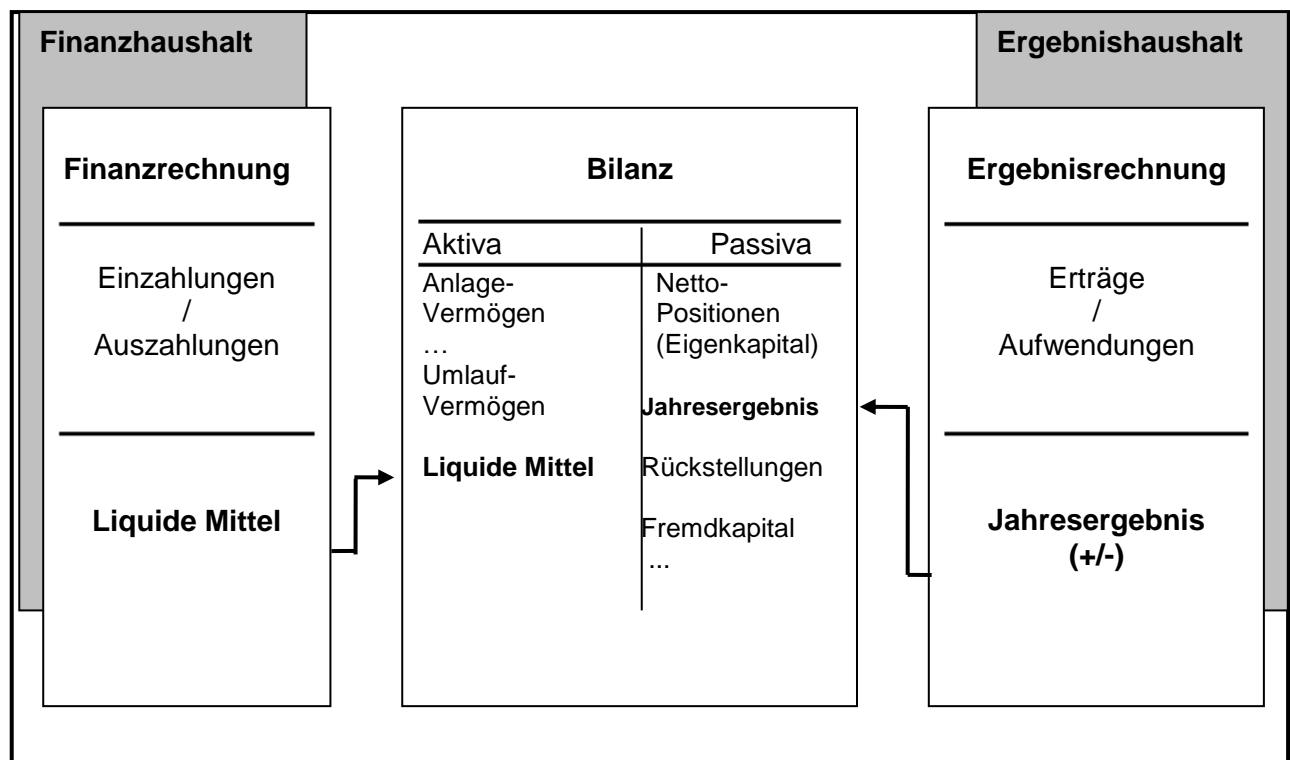 Finanzhaushalt
Ergebnishaushalt
Finanzrechnung
Einzahlungen
/
Auszahlungen
Liquide Mittel
Bilanz
Aktiva
Passiva
Anlage-
Vermögen
…
Umlauf-
Vermögen
Liquide Mittel
Netto-
Positionen
(Eigenkapital)
Jahresergebnis
Rückstellungen
Fremdkapital
...
Ergebnisrechnung
Erträge
/
Aufwendungen
Jahresergebnis
(+/-)